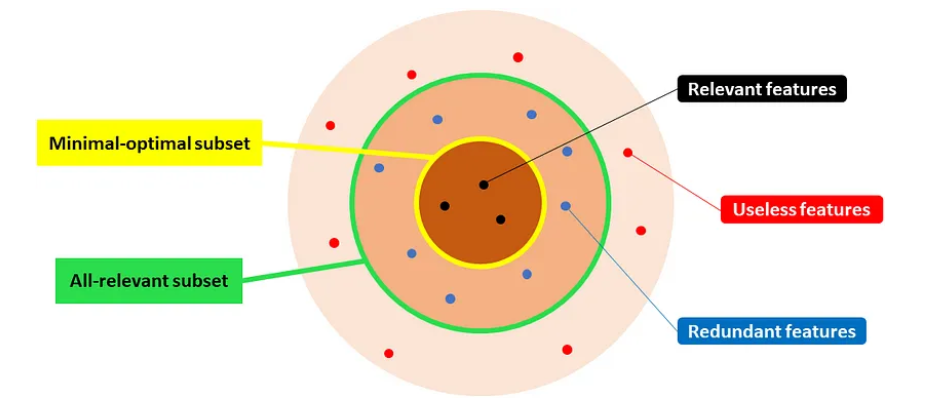 Relevant features
Minimal-optimal subset
Useless features
All-relevant subset
Redundant features